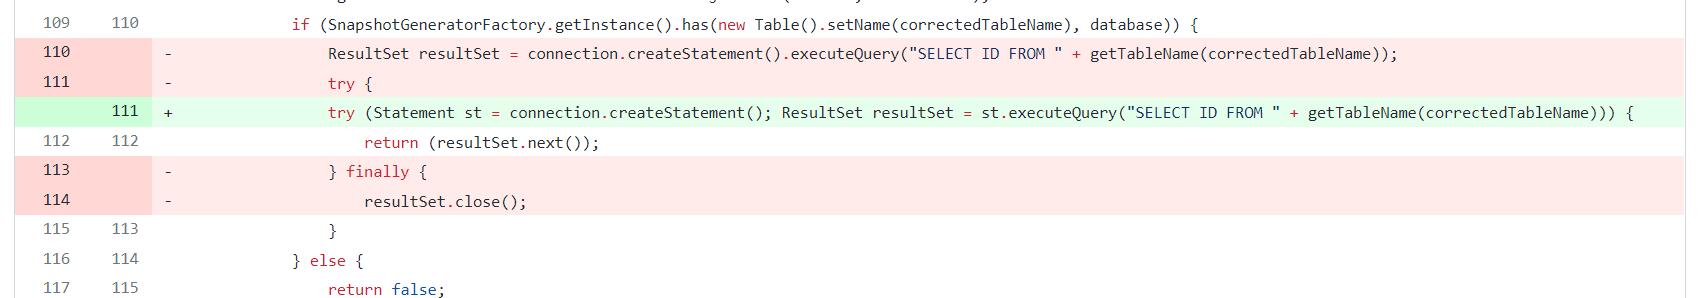 109 110 if (SnapshotGeneratorFactory.getInstance().has(new Table().setName(correctedTableName), database)) {
110 - ResultSet resultSet = connection.createStatement().executeQuery("SELECT ID FROM " + getTableName(correctedTableName));
111 - try {
111 + try (Statement st = connection.createStatement(); ResultSet resultSet = st.executeQuery("SELECT ID FROM " + getTableName(correctedTableName))) {
112 112 return (resultSet.next());
113 - } finally {
114 - resultSet.close();
115 113 }
116 114 } else {
117 115 return false;